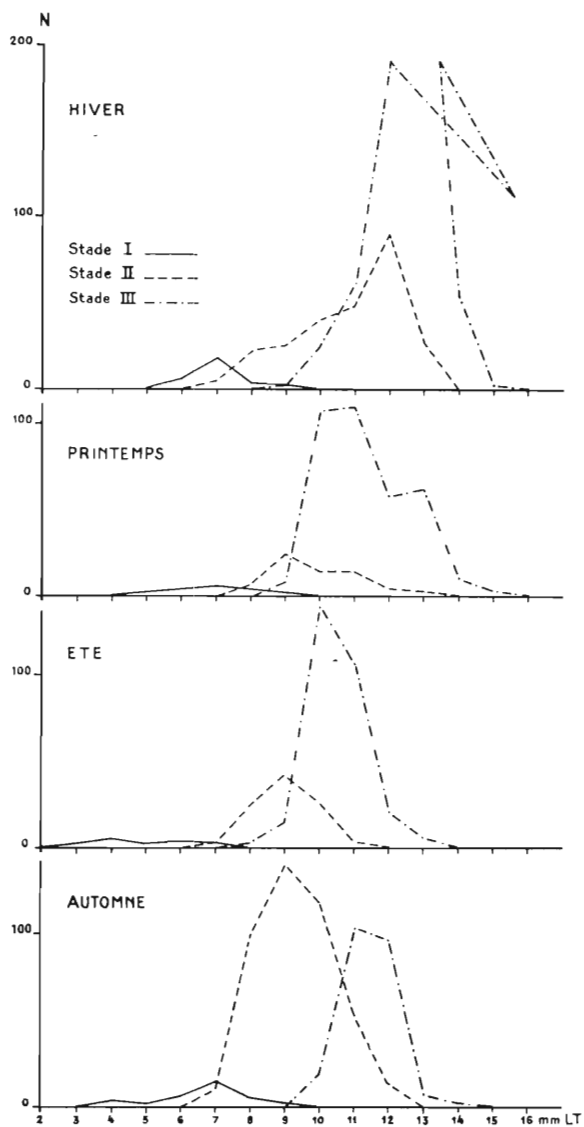 N
200
HIVER
100
Stade I
Stade II
Stade III
0
100
PRINTEMPS
0
ETE
100
0
AUTOMNE
100
0
2 3 4 5 6 7 8 9 10 11 12 13 14 15 16 mm LT